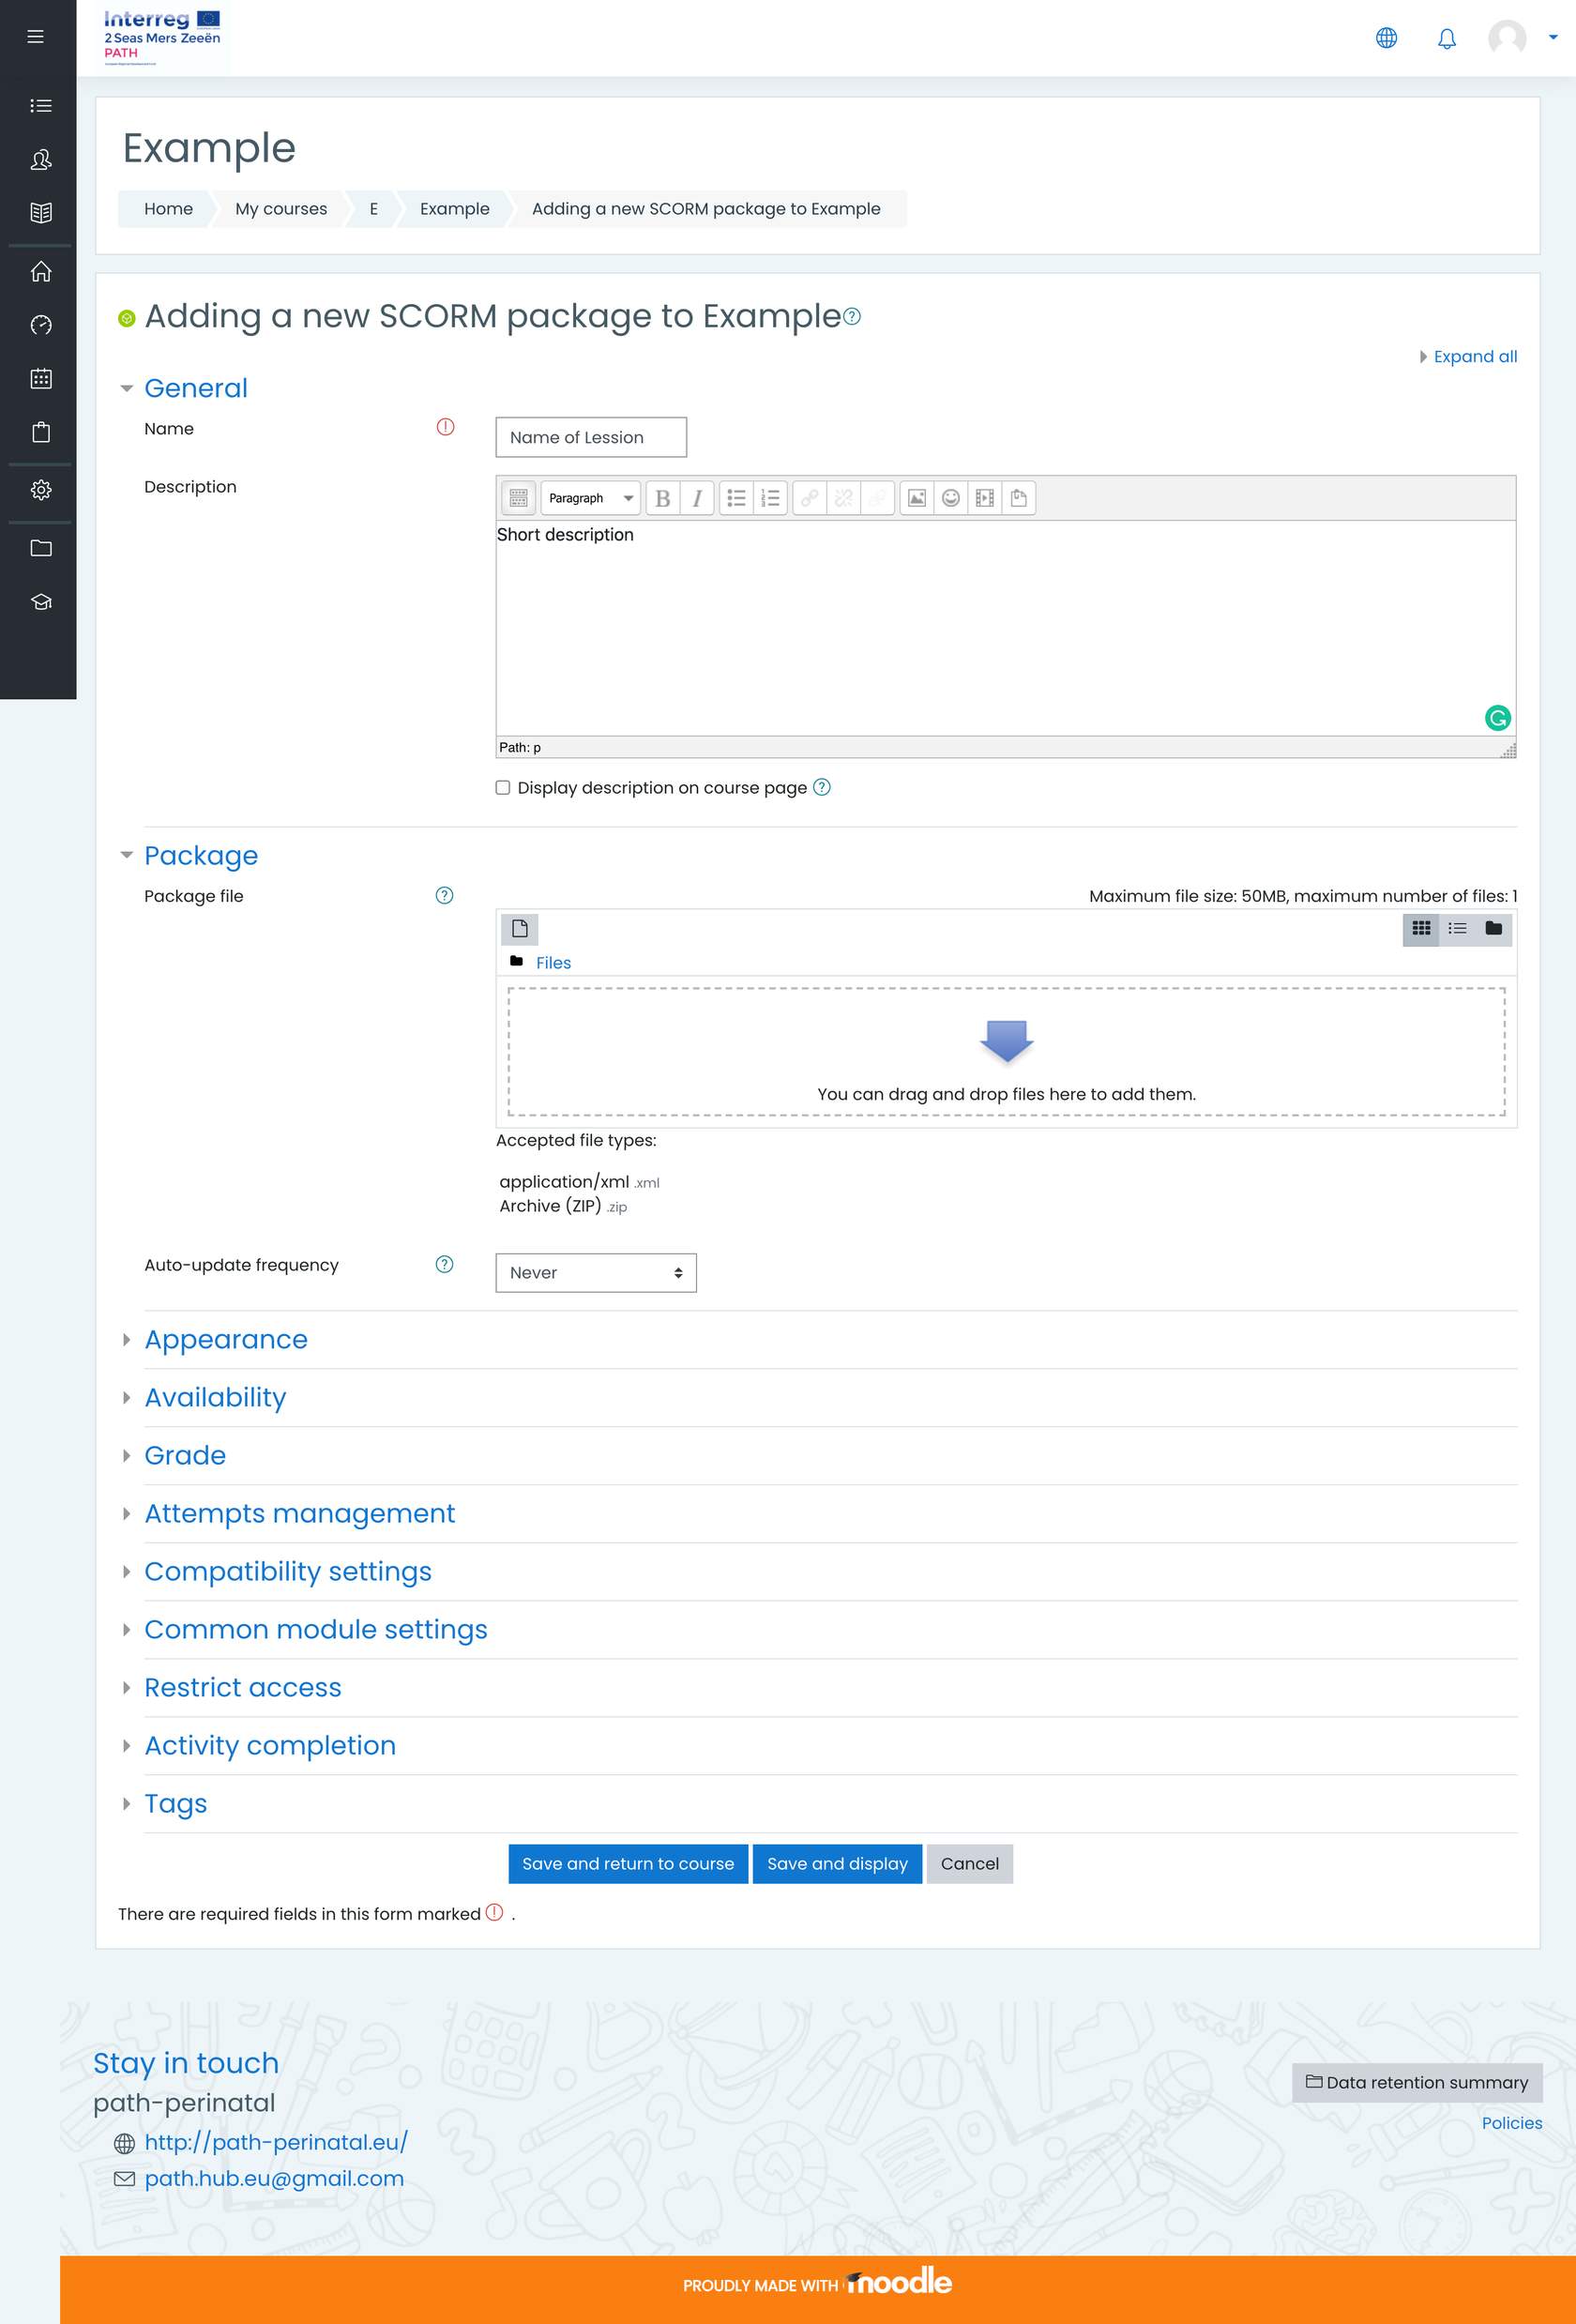 Interreg
2 Seas Mers Zeeën
PATH
Example
Home My courses E Example Adding a new SCORM package to Example
Adding a new SCORM package to Example
Expand all
General
Name
Name of Lession
Description
Paragraph B I
Short description
Path: p
Display description on course page
Package
Package file
Maximum file size: 50MB, maximum number of files: 1
Files
You can drag and drop files here to add them.
Accepted file types:
application/xml .xml
Archive (ZIP) .zip
Auto-update frequency
Never
Appearance
Availability
Grade
Attempts management
Compatibility settings
Common module settings
Restrict access
Activity completion
Tags
Save and return to course Save and display Cancel
There are required fields in this form marked .
Stay in touch
path-perinatal
http://path-perinatal.eu/
path.hub.eu@gmail.com
Data retention summary
Policies
PROUDLY MADE WITH moodle